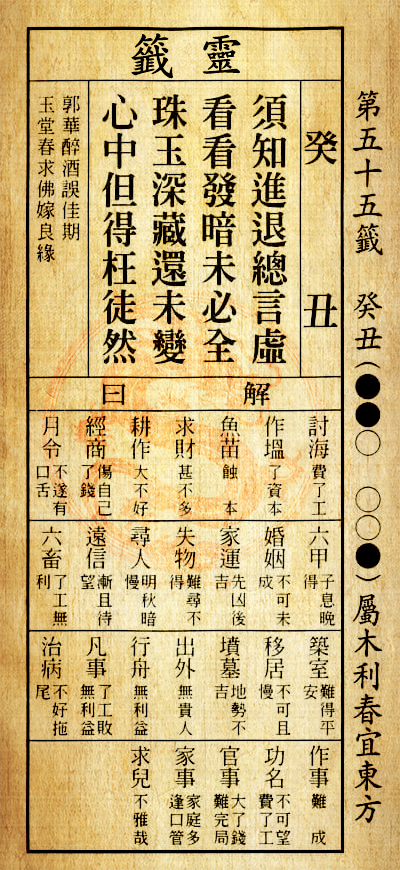 第五十五籤 癸丑(●●○ ○○●)屬木利春宜東方
靈籤
癸丑
須知進退總言虛
看看發暗未必全
珠玉深藏還未變
心中但得枉徒然
郭華醉酒誤佳期
玉堂春求佛嫁良緣
解曰
討海 費了工
作塭 了資本
魚苗 蝕本
求財 甚不多
耕作 大不好
經商 傷自己了錢
月令 不遂有口舌
六甲 子息晚得
婚姻 不可未成
家運 先凶後吉
失物 難尋不得
尋人 明秋暗慢
遠信 漸且待望
六畜 了工無利
築室 難得平安
移居 不可且慢
墳墓 地勢不吉
出外 無貴人
行舟 無利益
凡事 了工敗無利益
治病 不好拖尾
作事 難成
功名 不可望費了工
官事 大了錢難完局
家事 家庭多逢口管
求兒 不雅哉